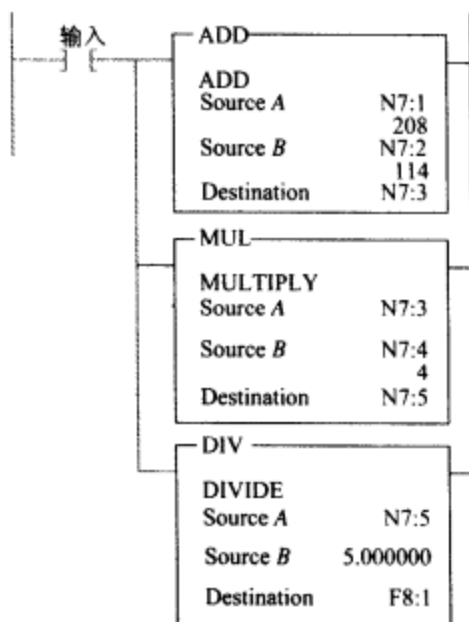 输入
ADD
ADD
Source A N7:1
208
Source B N7:2
114
Destination N7:3
MUL
MULTIPLY
Source A N7:3
Source B N7:4
4
Destination N7:5
DIV
DIVIDE
Source A N7:5
Source B 5.000000
Destination F8:1